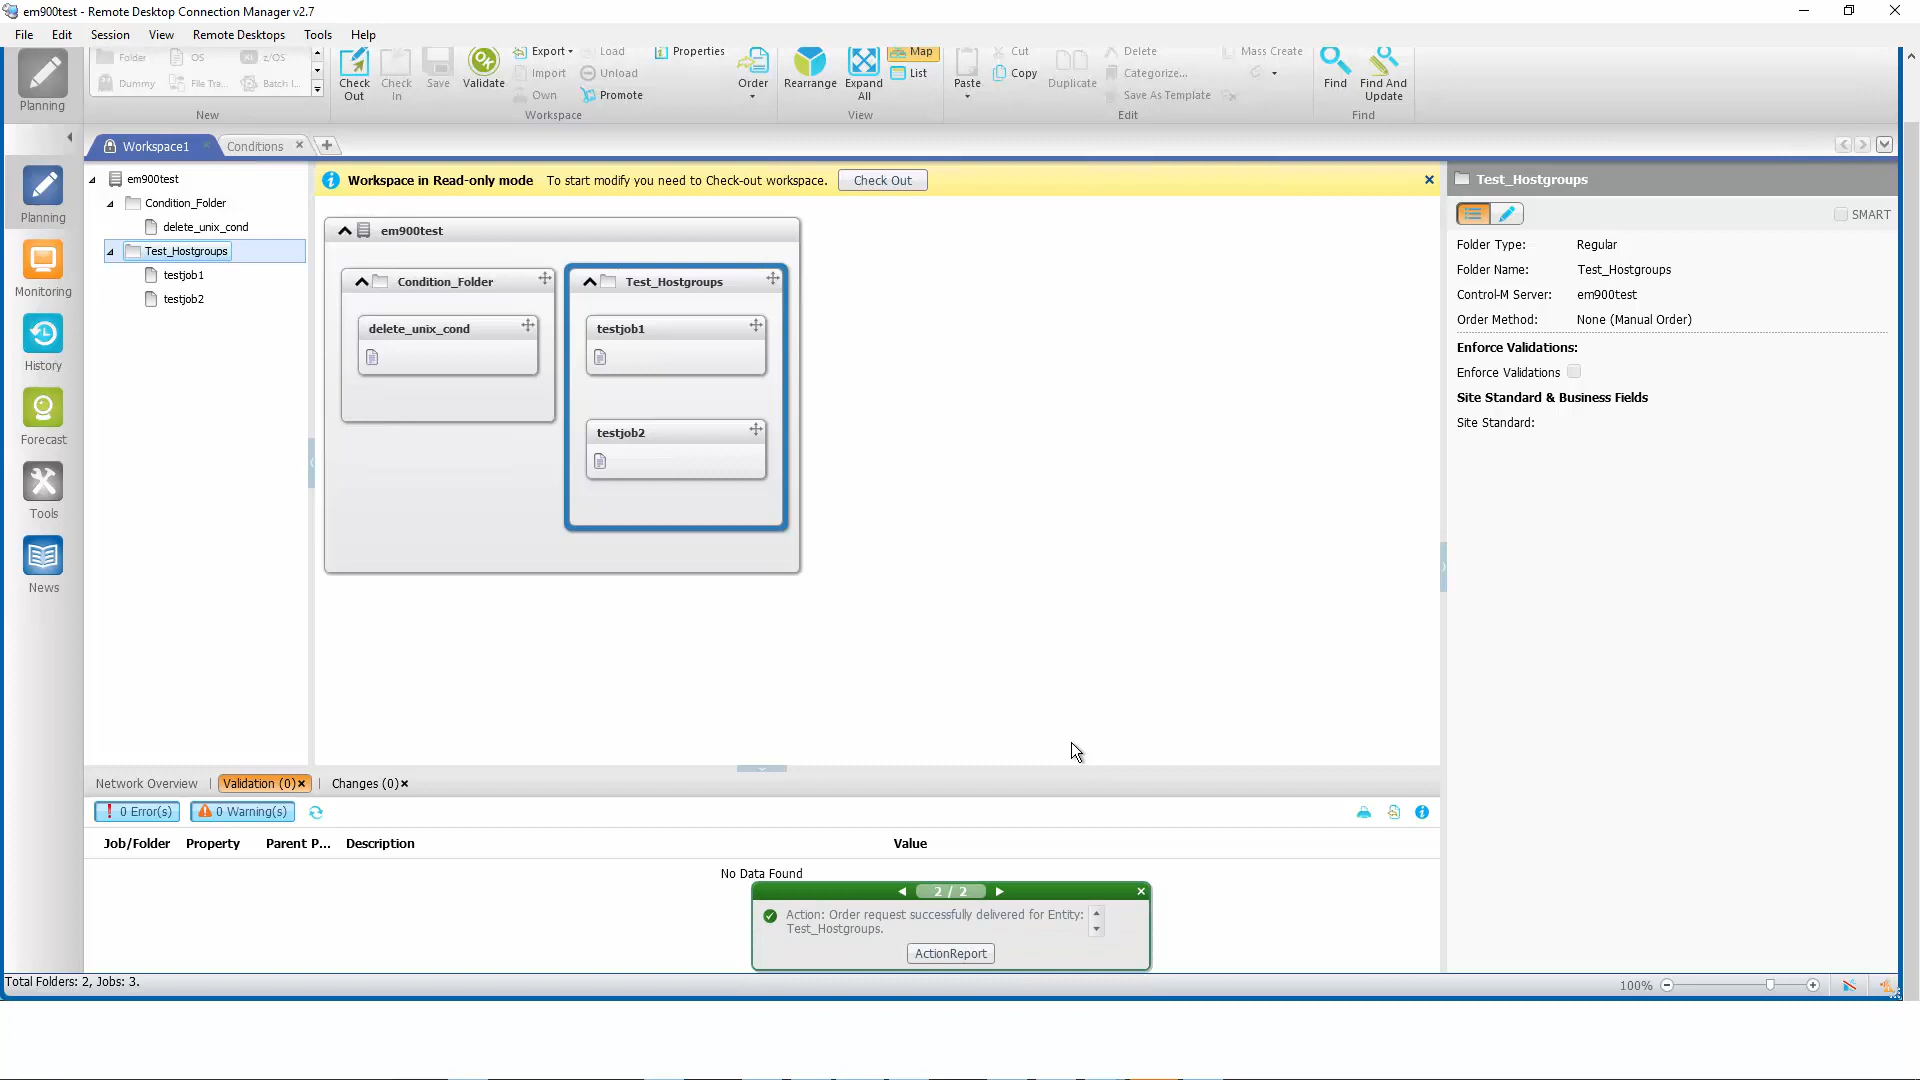 em900test - Remote Desktop Connection Manager v2.7
File Edit Session View Remote Desktops Tools Help
Planning
Folder OS z/OS
Dummy File Tra... Batch I...
New
Check Out
Check In
Save
Validate
Export
Import
Own
Load
Unload
Promote
Workspace
Properties
Order
Rearrange
Expand All
Map
List
View
Paste
Cut
Copy
Duplicate
Delete
Categorize...
Save As Template
Mass Create
Edit
Find
Find And Update
Find
Workspace1
Conditions
Planning
Monitoring
History
Forecast
Tools
News
em900test
Condition_Folder
delete_unix_cond
Test_Hostgroups
testjob1
testjob2
Workspace in Read-only mode To start modify you need to Check-out workspace. Check Out
em900test
Condition_Folder
delete_unix_cond
Test_Hostgroups
testjob1
testjob2
Test_Hostgroups
SMART
Folder Type: Regular
Folder Name: Test_Hostgroups
Control-M Server: em900test
Order Method: None (Manual Order)
Enforce Validations:
Enforce Validations
Site Standard & Business Fields
Site Standard:
Network Overview | Validation (0) | Changes (0)
0 Error(s) 0 Warning(s)
Job/Folder Property Parent P... Description Value
No Data Found
2 / 2
Action: Order request successfully delivered for Entity:
Test_Hostgroups.
ActionReport
Total Folders: 2, Jobs: 3.
100%